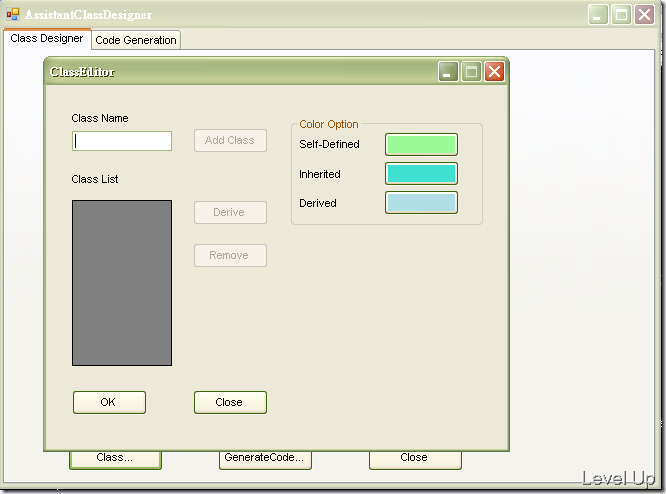 AssistantClassDesigner
Class Designer
Code Generation
ClassEditor
Class Name
Add Class
Class List
Derive
Remove
Color Option
Self-Defined
Inherited
Derived
OK
Close
Class...
GenerateCode...
Close
Level Up